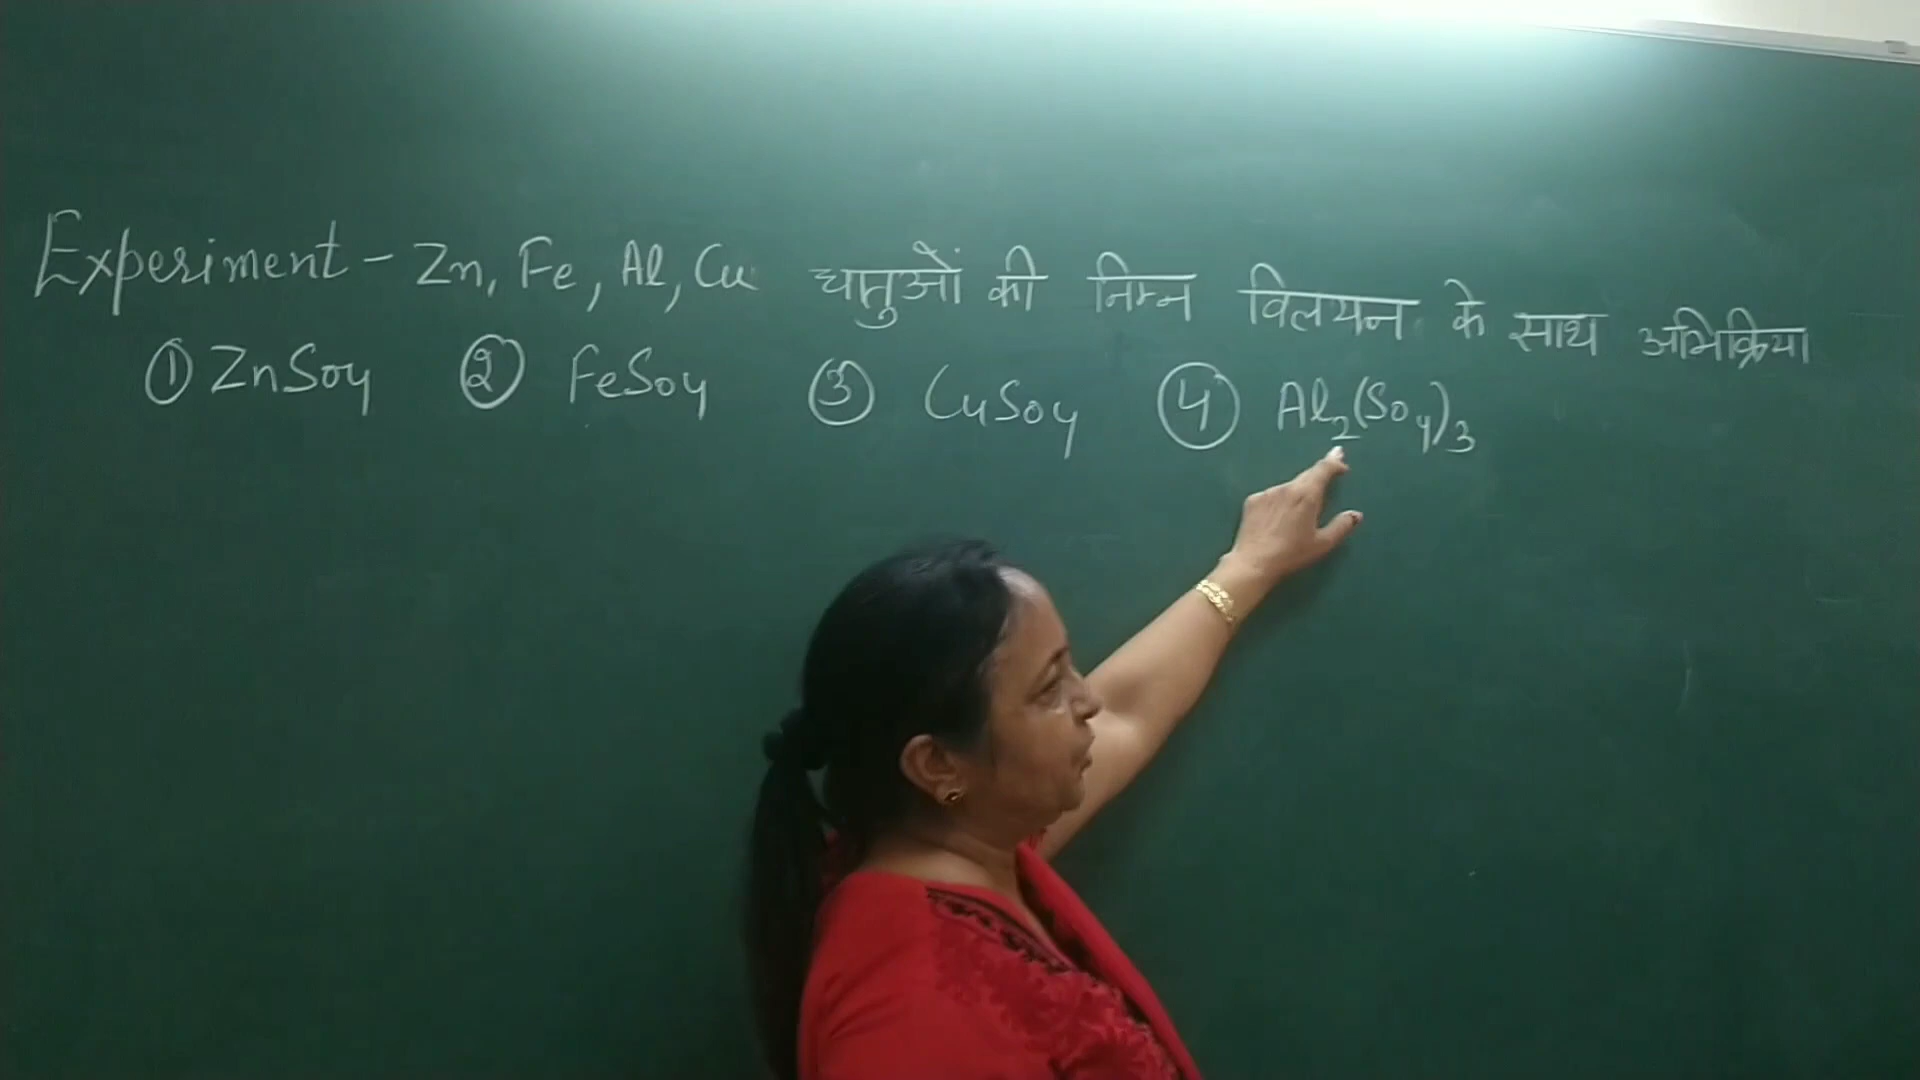 Experiment - Zn, Fe, Al, Cu धातुओं की निम्न विलयन के साथ अभिक्रिया
① ZnSo4 ② FeSo4 ③ CuSo4 ④ Al2(So4)3